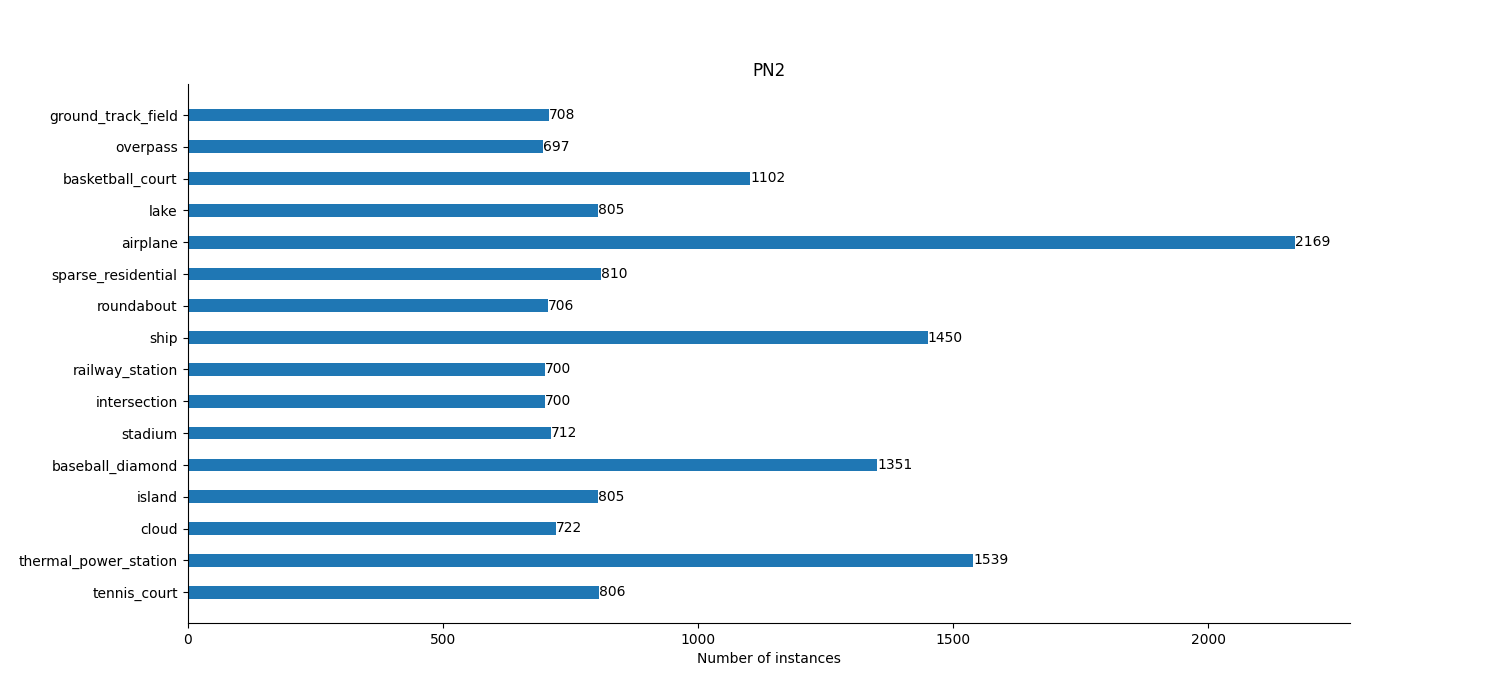 PN2
ground_track_field 708
overpass 697
basketball_court 1102
lake 805
airplane 2169
sparse_residential 810
roundabout 706
ship 1450
railway_station 700
intersection 700
stadium 712
baseball_diamond 1351
island 805
cloud 722
thermal_power_station 1539
tennis_court 806
0 500 1000 1500 2000
Number of instances